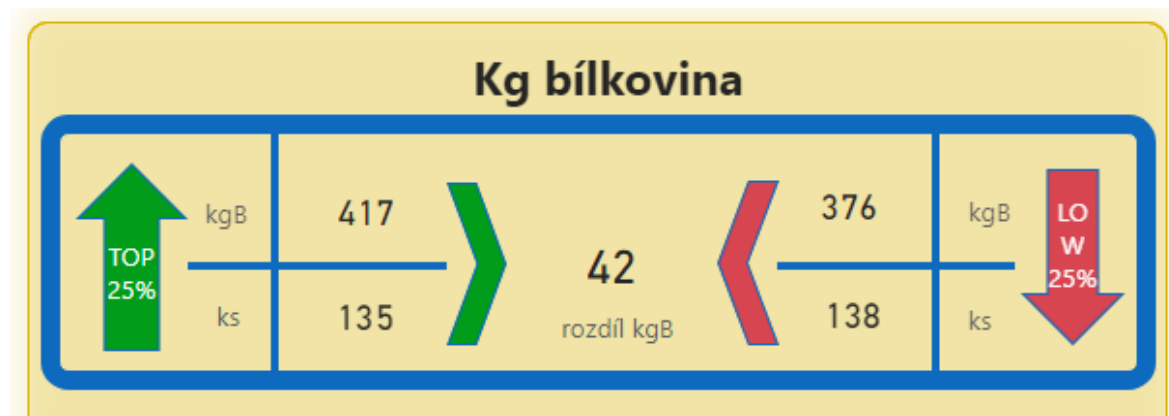 Kg bílkovina
TOP
25%
kgB
417
ks
135
42
rozdíl kgB
376
kgB
138
ks
LO
W
25%